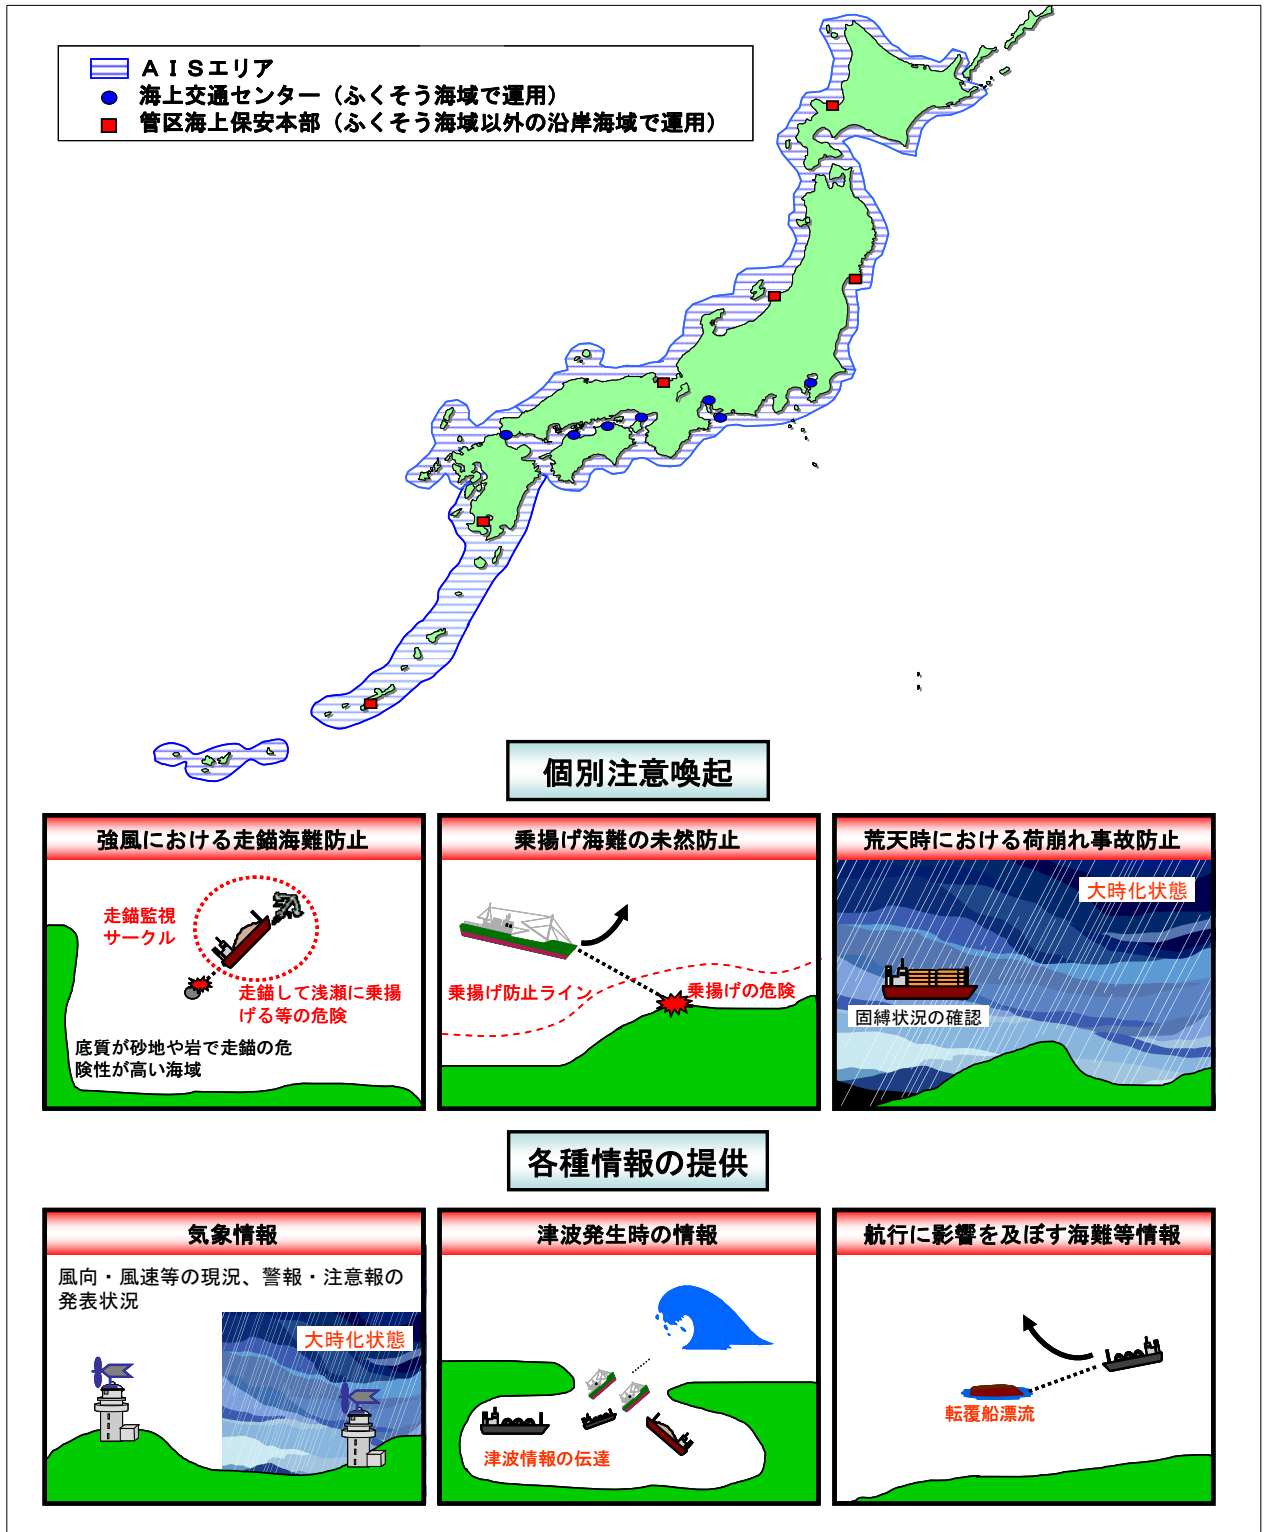 ＡＩＳエリア
海上交通センター（ふくそう海域で運用）
管区海上保安本部（ふくそう海域以外の沿岸海域で運用）
個別注意喚起
強風における走錨海難防止
走錨監視
サークル
走錨して浅瀬に乗揚
げる等の危険
底質が砂地や岩で走錨の危
険性が高い海域
乗揚げ海難の未然防止
乗揚げ防止ライン
乗揚げの危険
荒天時における荷崩れ事故防止
大時化状態
固縛状況の確認
各種情報の提供
気象情報
風向・風速等の現況、警報・注意報の
発表状況
大時化状態
津波発生時の情報
津波情報の伝達
航行に影響を及ぼす海難等情報
転覆船漂流